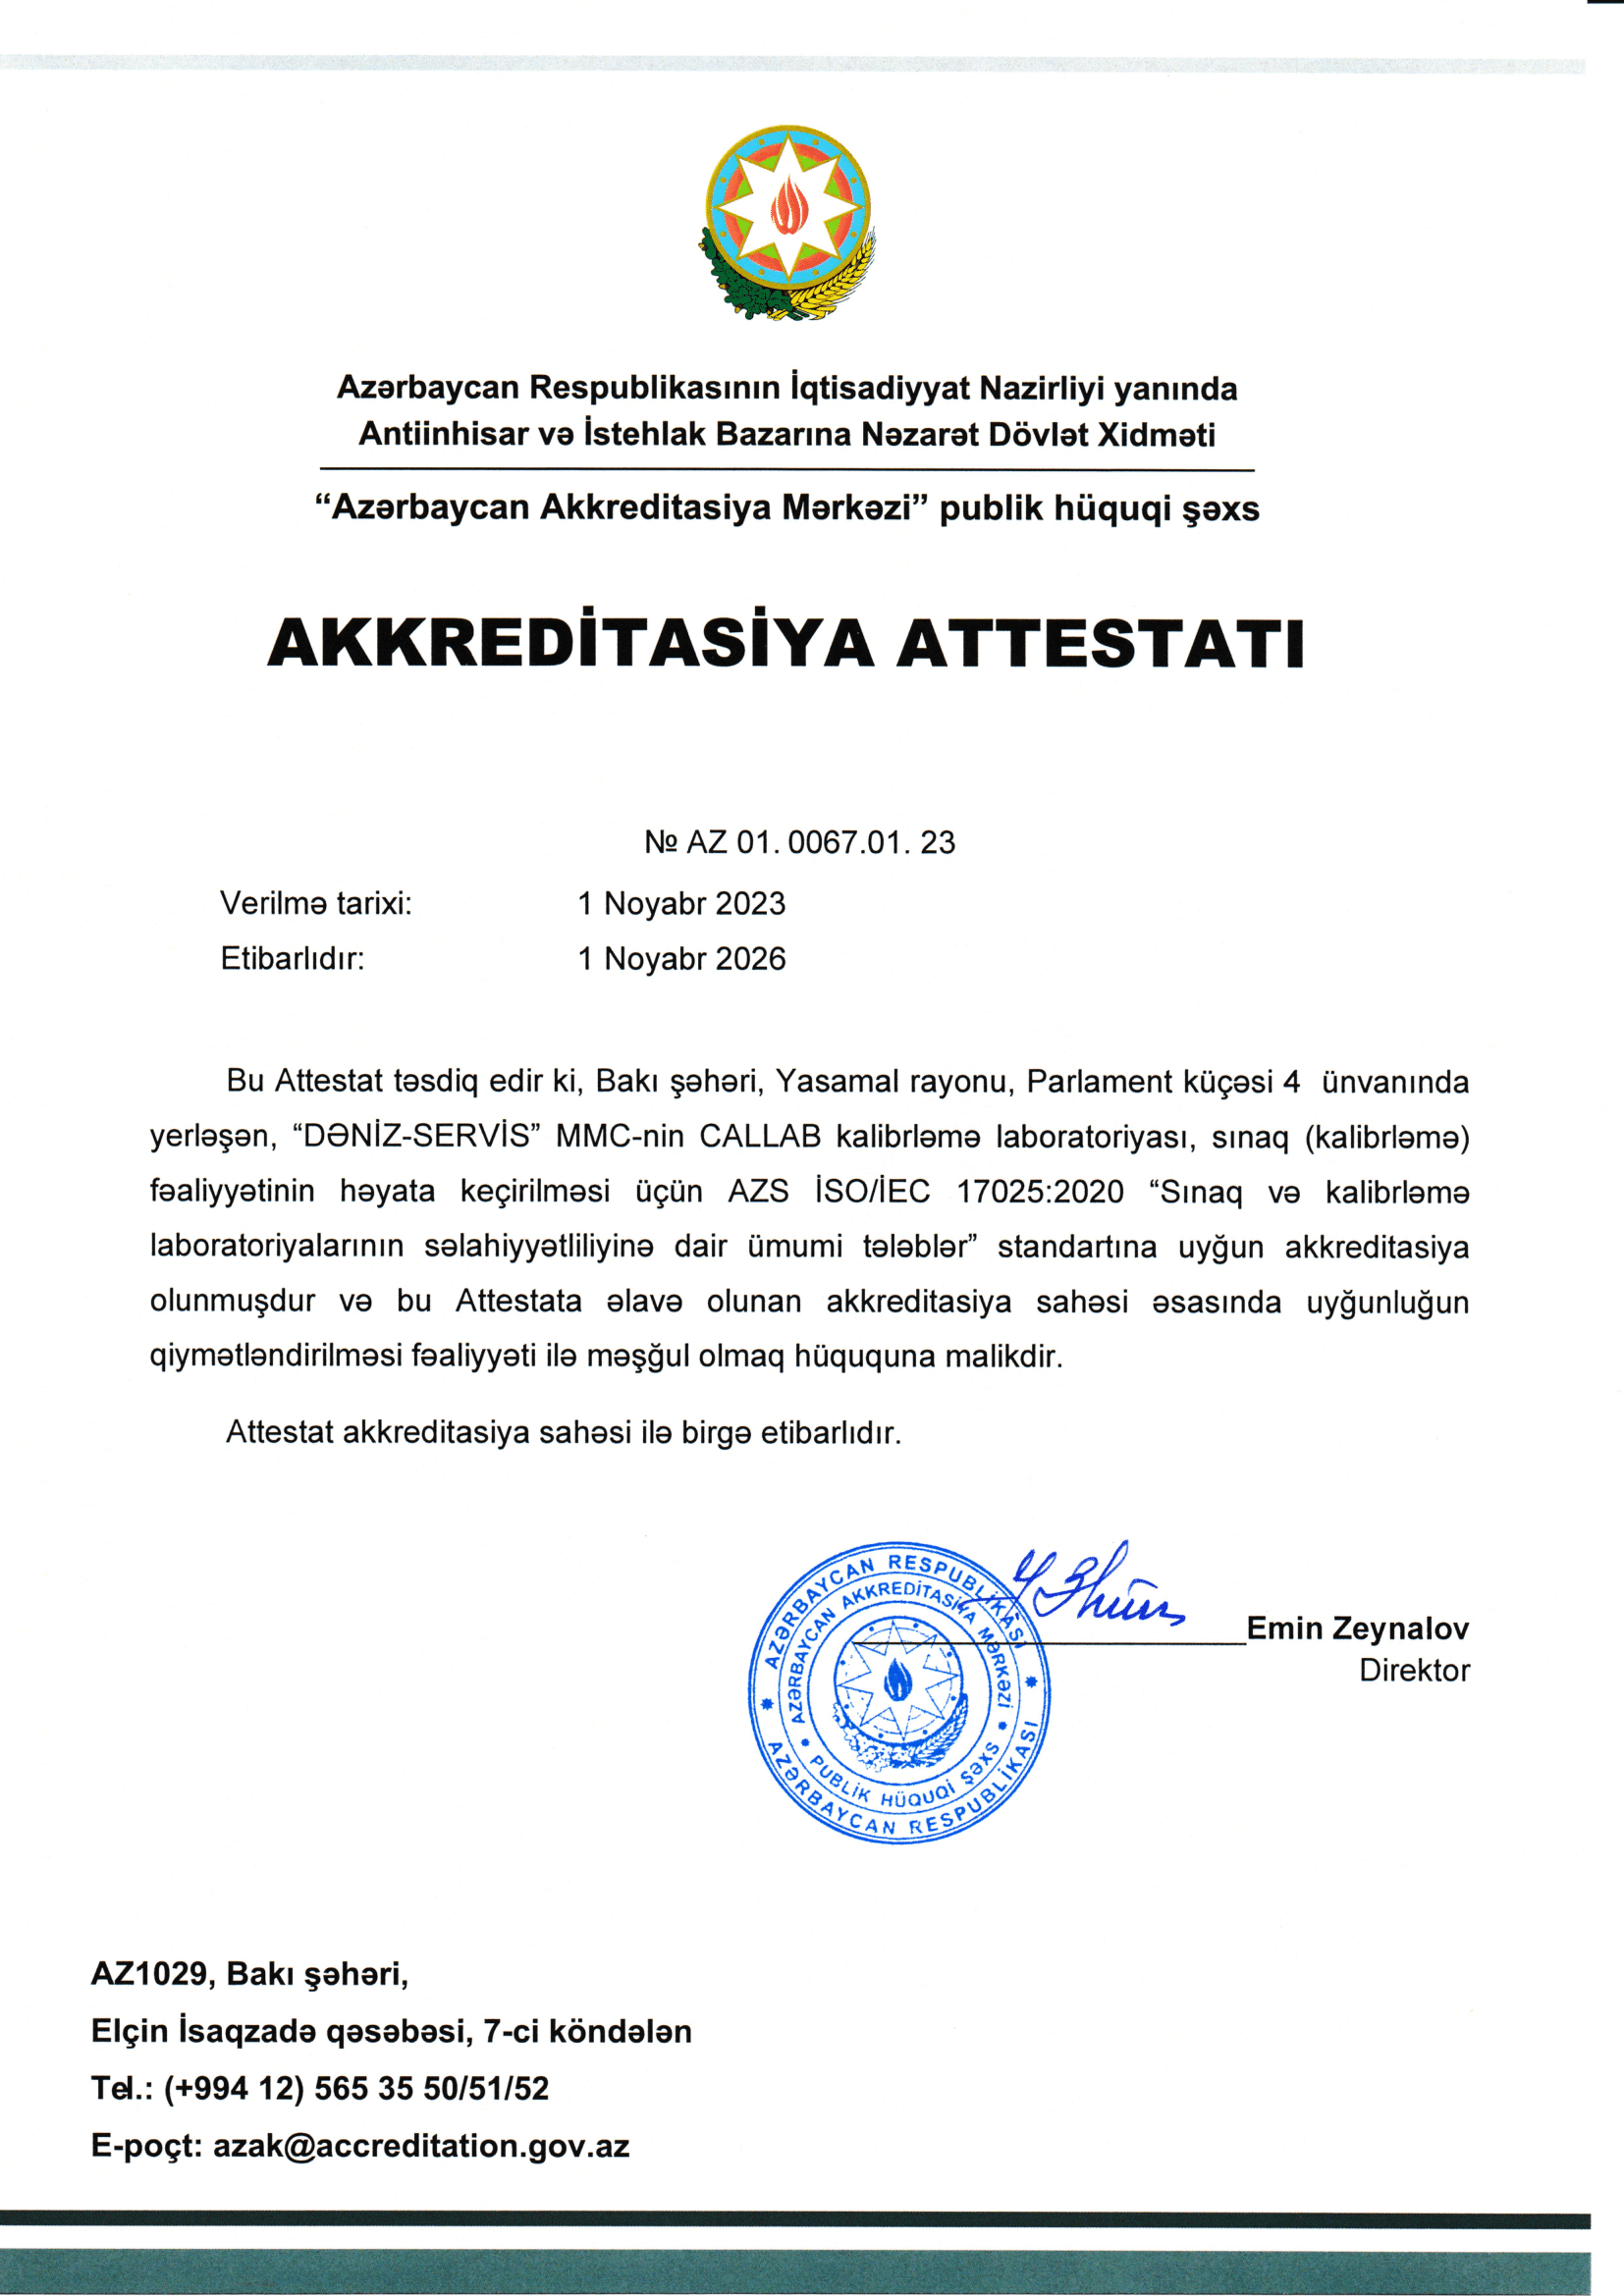 Azərbaycan Respublikasının İqtisadiyyat Nazirliyi yanında
Antiinhisar və İstehlak Bazarına Nəzarət Dövlət Xidməti
“Azərbaycan Akkreditasiya Mərkəzi” publik hüquqi şəxs
AKKREDİTASİYA ATTESTATI
№ AZ 01. 0067.01. 23
Verilmə tarixi: 1 Noyabr 2023
Etibarlıdır: 1 Noyabr 2026
Bu Attestat təsdiq edir ki, Bakı şəhəri, Yasamal rayonu, Parlament küçəsi 4 ünvanında
yerləşən, “DƏNİZ-SERVİS” MMC-nin CALLAB kalibrləmə laboratoriyası, sınaq (kalibrləmə)
fəaliyyətinin həyata keçirilməsi üçün AZS İSO/İEC 17025:2020 “Sınaq və kalibrləmə
laboratoriyalarının səlahiyyətliliyinə dair ümumi tələblər” standartına uyğun akkreditasiya
olunmuşdur və bu Attestata əlavə olunan akkreditasiya sahəsi əsasında uyğunluğun
qiymətləndirilməsi fəaliyyəti ilə məşğul olmaq hüququna malikdir.
Attestat akkreditasiya sahəsi ilə birgə etibarlıdır.
AZƏRBAYCAN RESPUBLİKASI
AZƏRBAYCAN AKKREDİTASİYA MƏRKƏZİ
PUBLİK HÜQUQİ ŞƏXS
AZƏRBAYCAN RESPUBLİKASI
Emin Zeynalov
Direktor
AZ1029, Bakı şəhəri,
Elçin İsaqzadə qəsəbəsi, 7-ci köndələn
Tel.: (+994 12) 565 35 50/51/52
E-poçt: azak@accreditation.gov.az